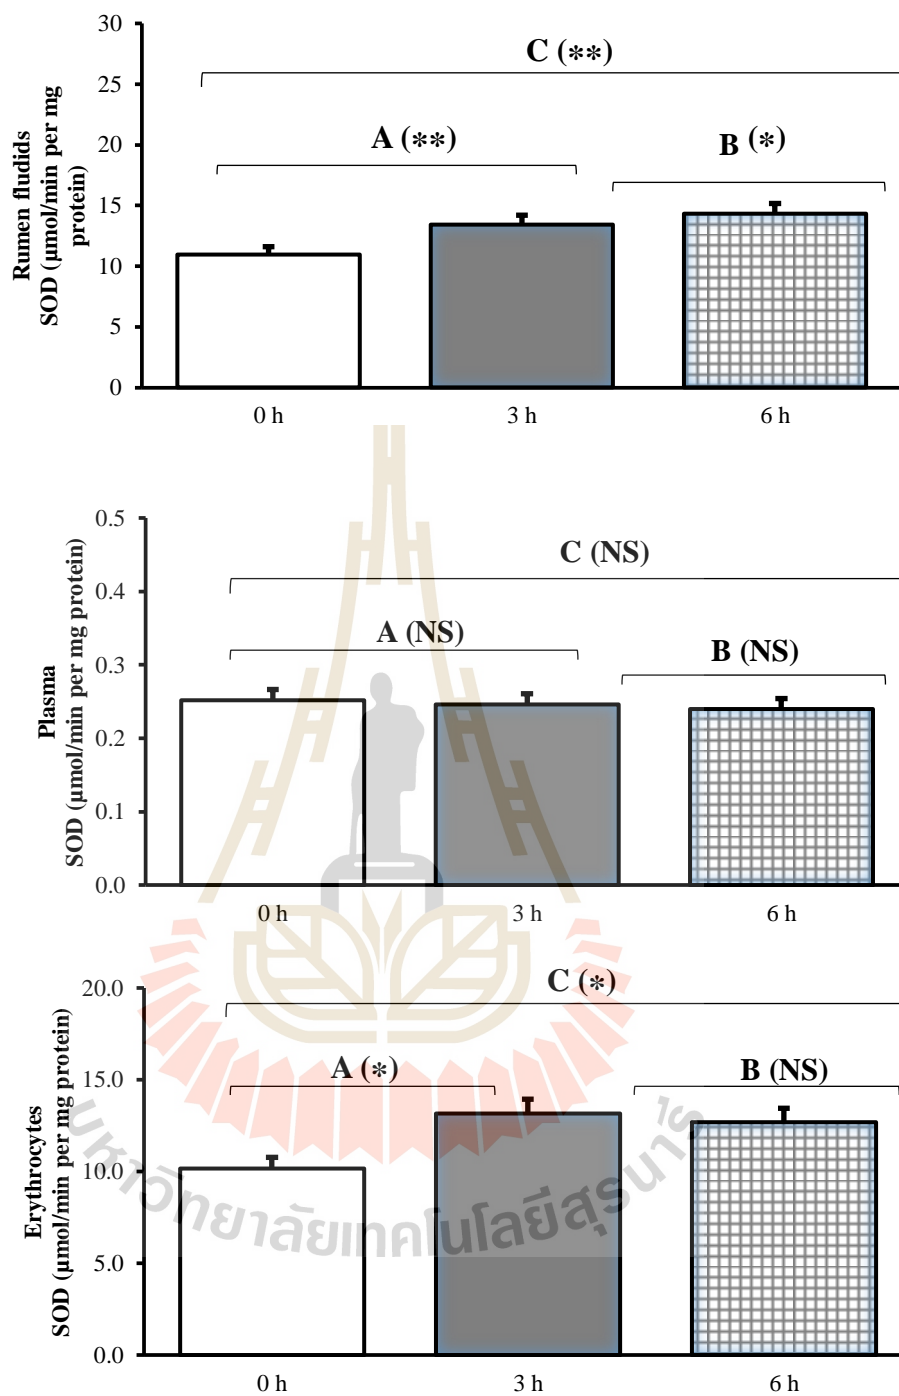 30
25
20
15
10
5
0
Rumen fludids
SOD (µmol/min per mg
protein)
C (**)
A (**)
B (*)
0 h
3 h
6 h
0.5
0.4
0.3
0.2
0.1
0.0
Plasma
SOD (µmol/min per mg protein)
C (NS)
A (NS)
B (NS)
0 h
3 h
6 h
20.0
15.0
10.0
5.0
0.0
Erythrocytes
SOD (µmol/min per mg protein)
C (*)
A (*)
B (NS)
0 h
3 h
6 h
มหาวิทยาลัยเทคโนโลยีสุรนารี